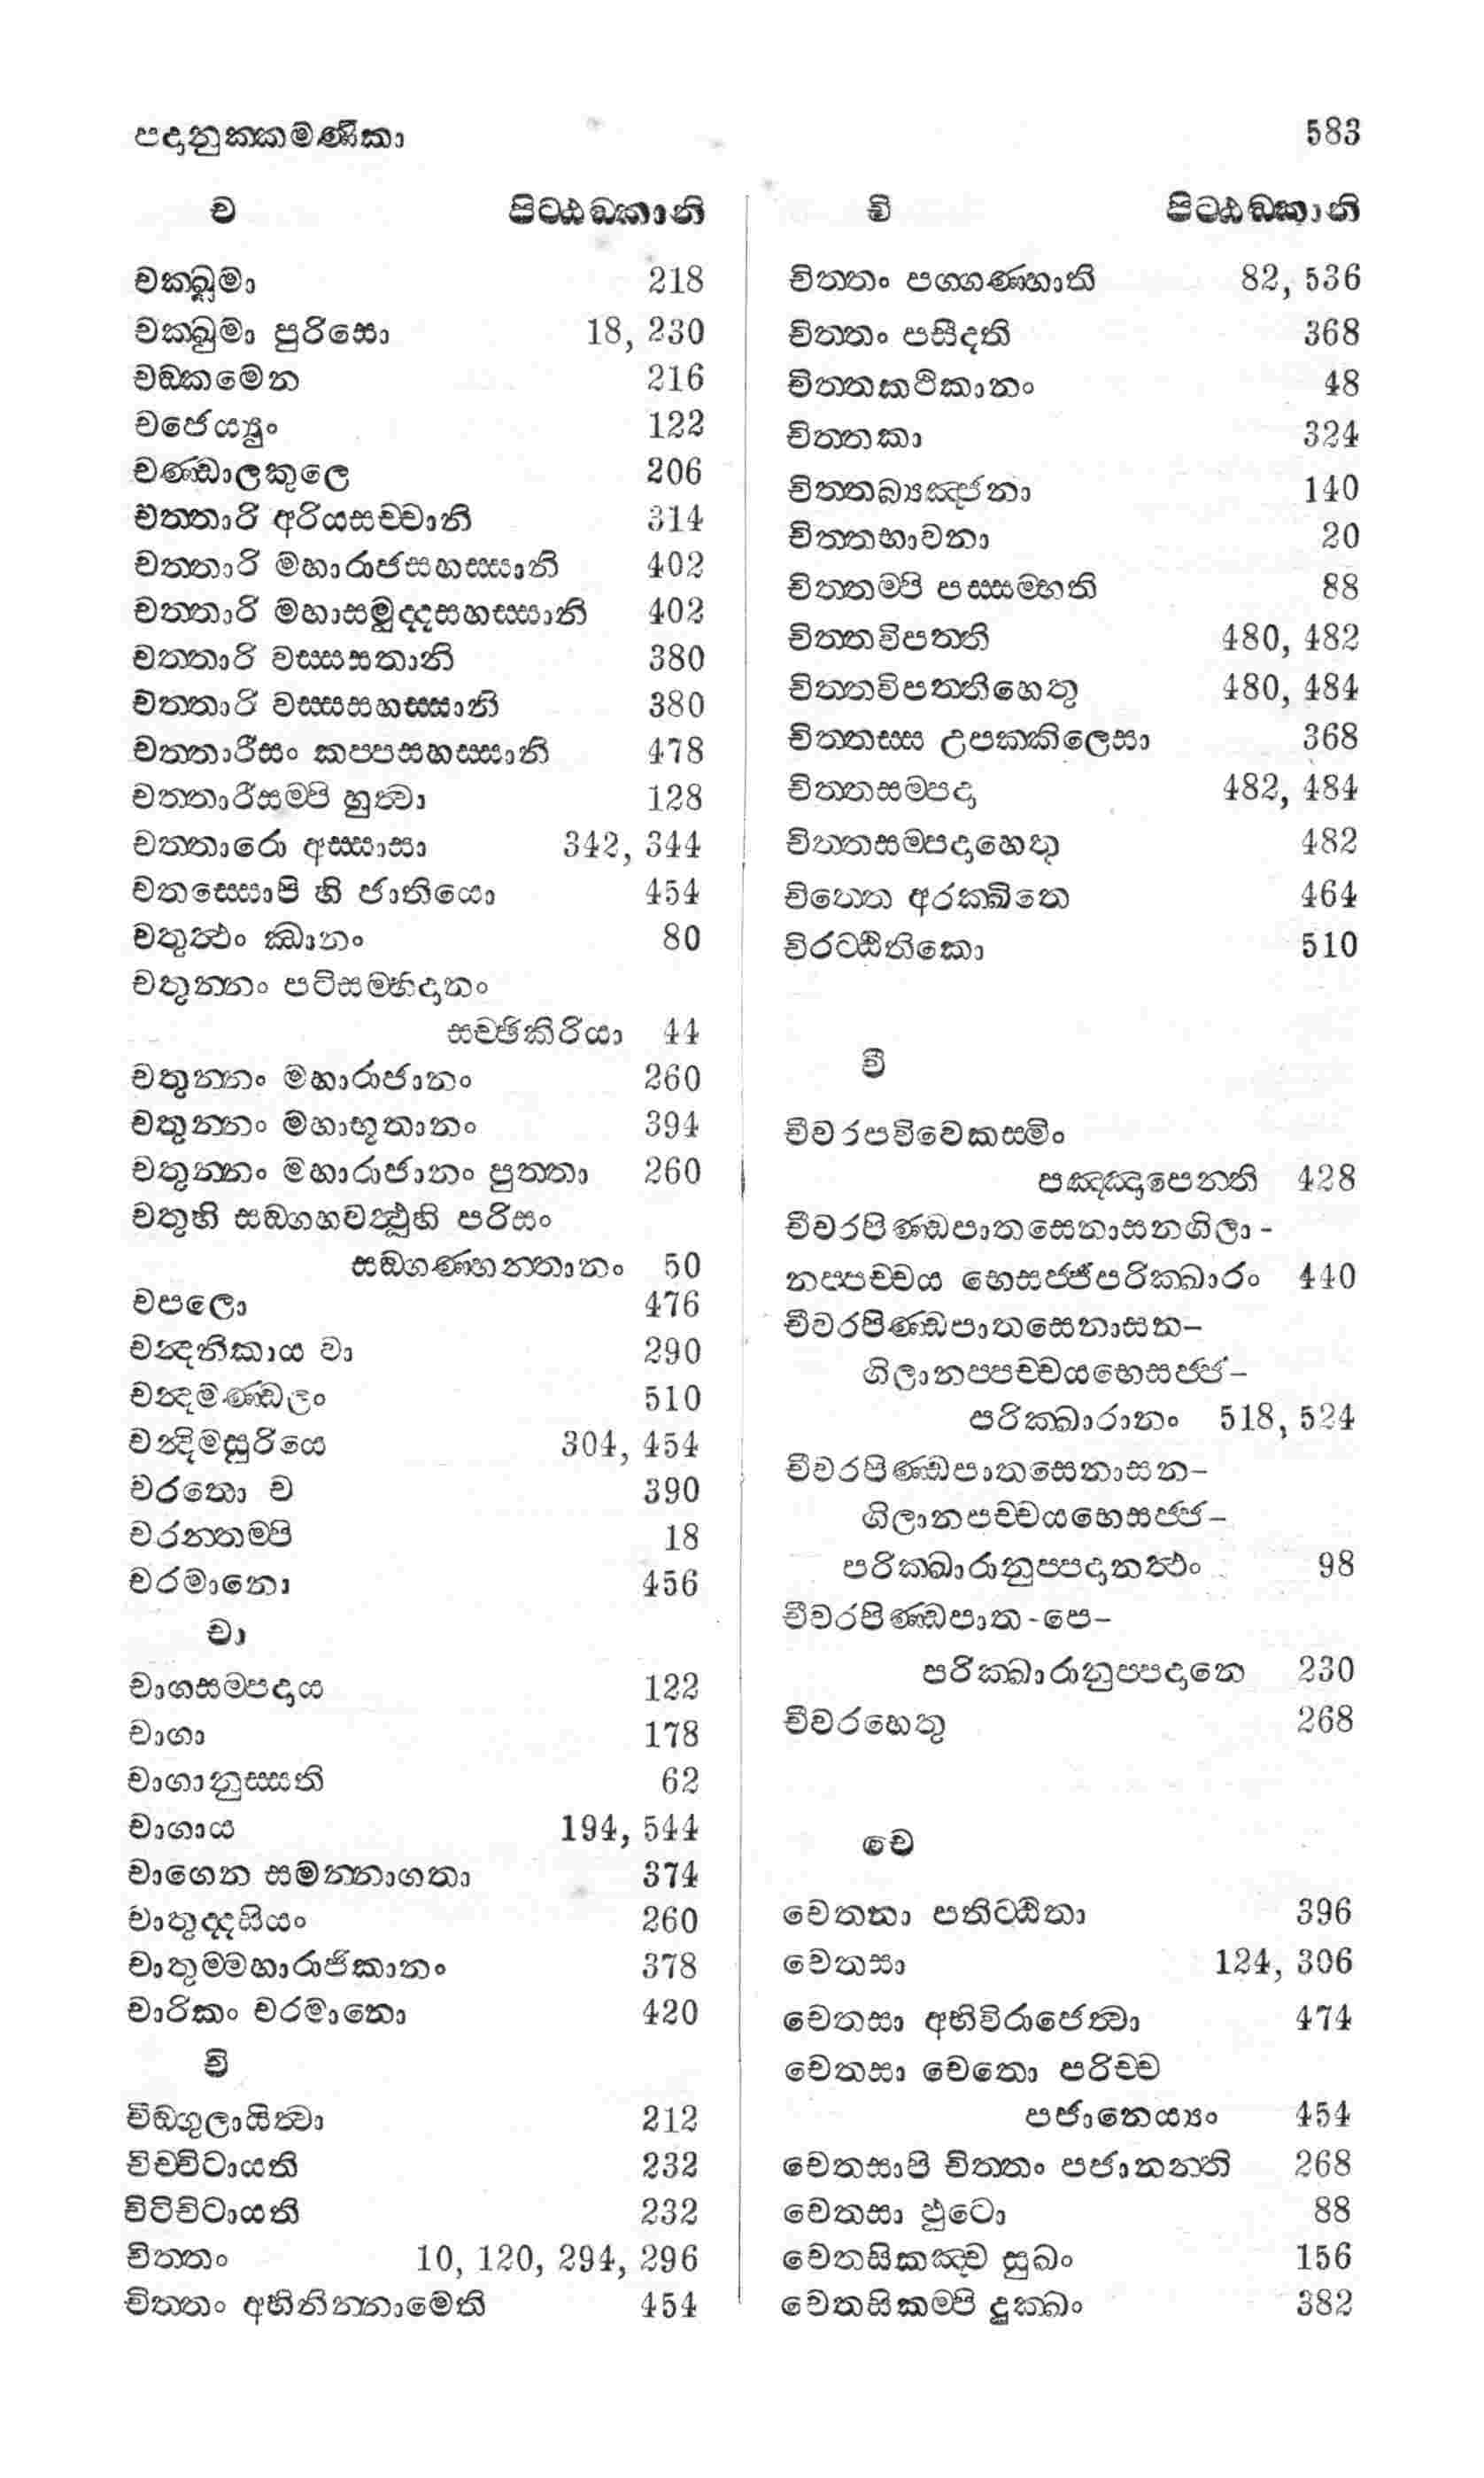 පදානුක්කමණිකා 583
ච පිට්ඨඞ්කානි
චක්ඛුමා 218
චක්ඛුමා පුරිසො 18, 230
චඞ්කමෙන 216
චජෙය්‍යුං 122
චණ්ඩාලකුලෙ 206
චත්තාරි අරියසච්චානි 314
චත්තාරි මහාරාජසහස්සානි 402
චත්තාරි මහාසමුද්දසහස්සානි 402
චත්තාරි වස්සසතානි 380
චත්තාරි වස්සසහස්සානි 380
චත්තාරීසං කප්පසහස්සානි 478
චත්තාරීසම්පි හුත්වා 128
චත්තාරො අස්සාසා 342, 344
චතස්සොපි හි ජාතියො 454
චතුත්ථං ඣානං 80
චතුන්නං පටිසම්භිදානං
සච්ඡිකිරියා 44
චතුන්නං මහාරාජානං 260
චතුන්නං මහාභූතානං 394
චතුන්නං මහාරාජානං පුත්තා 260
චතුහි සඞ්ගහවත්ථූහි පරිසං
සඞ්ගණ්හන්තානං 50
චපලො 476
චන්දනිකාය වා 290
චන්දමණ්ඩලං 510
චන්දිමසුරියෙ 304, 454
චරතො ච 390
චරන්තම්පි 18
චරමානො 456
චා
චාගසම්පදාය 122
චාගා 178
චාගානුස්සති 62
චාගාය 194, 544
චාගෙන සමන්නාගතා 374
චාතුද්දසියං 260
චාතුම්මහාරාජිකානං 378
චාරිකං චරමානො 420
චි
චිඞ්ගුලායිත්වා 212
චිච්චිටායති 232
චිටිචිටායති 232
චිත්තං 10, 120, 294, 296
චිත්තං අභිනින්නාමෙති 454
චි පිට්ඨඞ්කානි
චිත්තං පග්ගණ්හාති 82, 536
චිත්තං පසීදති 368
චිත්තකථිකානං 48
චිත්තකා 324
චිත්තබ්‍යඤ්ජනා 140
චිත්තභාවනා 20
චිත්තම්පි පස්සම්භති 88
චිත්තවිපත්ති 480, 482
චිත්තවිපත්තිහෙතු 480, 484
චිත්තස්ස උපක්කිලෙසා 368
චිත්තසම්පදා 482, 484
චිත්තසම්පදාහෙතු 482
චිත්තෙ අරක්ඛිතෙ 464
චිරට්ඨිතිකො 510
චී
චීවරපවිවෙකස්මිං
පඤ්ඤාපෙන්ති 428
චීවරපිණ්ඩපාතසෙනාසනගිලා-
නප්පච්චය භෙසජ්ජපරික්ඛාරං 440
චීවරපිණ්ඩපාතසෙනාසන-
ගිලානප්පච්චයභෙසජ්ජ-
පරික්ඛාරානං 518, 524
චීවරපිණ්ඩපාතසෙනාසන-
ගිලානපච්චයභෙසජ්ජ-
පරික්ඛාරානුප්පදානත්ථං 98
චීවරපිණ්ඩපාත-පෙ-
පරික්ඛාරානුප්පදානෙ 230
චීවරහෙතු 268
චෙ
චෙතනා පතිට්ඨිතා 396
චෙතසා 124, 306
චෙතසා අභිවිරාජෙත්වා 474
චෙතසා චෙතො පරිච්ච
පජානෙය්‍යං 454
චෙතසාපි චිත්තං පජානන්ති 268
චෙතසා ඵුටො 88
චෙතසිකඤ්ච සුඛං 156
චෙතසිකම්පි දුක්ඛං 382